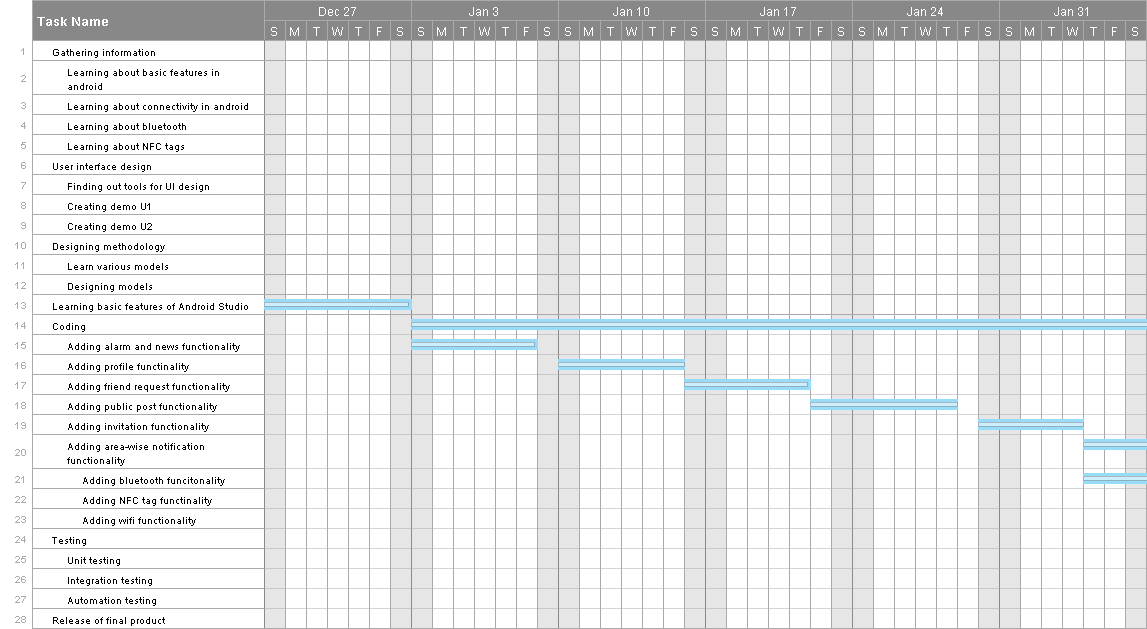 Task Name
Dec 27 Jan 3 Jan 10 Jan 17 Jan 24 Jan 31
S M T W T F S S M T W T F S S M T W T F S S M T W T F S S M T W T F S S M T W T F S
1 Gathering information
2 Learning about basic features in
android
3 Learning about connectivity in android
4 Learning about bluetooth
5 Learning about NFC tags
6 User interface design
7 Finding out tools for UI design
8 Creating demo U1
9 Creating demo U2
10 Designing methodology
11 Learn various models
12 Designing models
13 Learning basic features of Android Studio
14 Coding
15 Adding alarm and news functionality
16 Adding profile functinality
17 Adding friend request functionality
18 Adding public post functionality
19 Adding invitation functionality
20 Adding area-wise notification
functionality
21 Adding bluetooth funcitonality
22 Adding NFC tag functinality
23 Adding wifi functionality
24 Testing
25 Unit testing
26 Integration testing
27 Automation testing
28 Release of final product